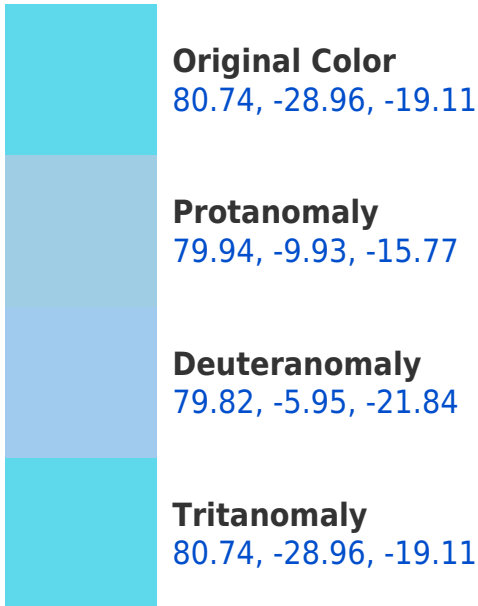 Original Color
80.74, -28.96, -19.11
Protanomaly
79.94, -9.93, -15.77
Deuteranomaly
79.82, -5.95, -21.84
Tritanomaly
80.74, -28.96, -19.11